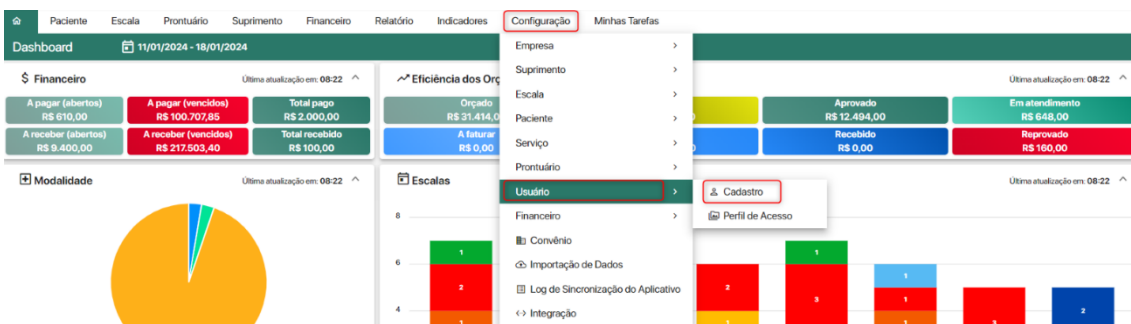 Paciente Escala Prontuário Suprimento Financeiro Relatório Indicadores Configuração Minhas Tarefas
Dashboard 11/01/2024 - 18/01/2024
Empresa
Suprimento
Escala
Paciente
Serviço
Prontuário
Usuário
Financeiro
Convênio
Importação de Dados
Log de Sincronização do Aplicativo
Integração
Cadastro
Perfil de Acesso
Financeiro
Última atualização em: 08:22
A pagar (abertos)
R$ 610,00
A pagar (vencidos)
R$ 100.707,85
Total pago
R$ 2.000,00
A receber (abertos)
R$ 9.400,00
A receber (vencidos)
R$ 217.503,40
Total recebido
R$ 100,00
Eficiência dos Orç
Última atualização em: 08:22
Orçado
R$ 31.414,0
Aprovado
R$ 12.494,00
Em atendimento
R$ 648,00
A faturar
R$ 0,00
Recebido
R$ 0,00
Reprovado
R$ 160,00
Modalidade
Última atualização em: 08:22
Escalas
Última atualização em: 08:22
8
6
4
1
2
2
1
3
1
1
3
2